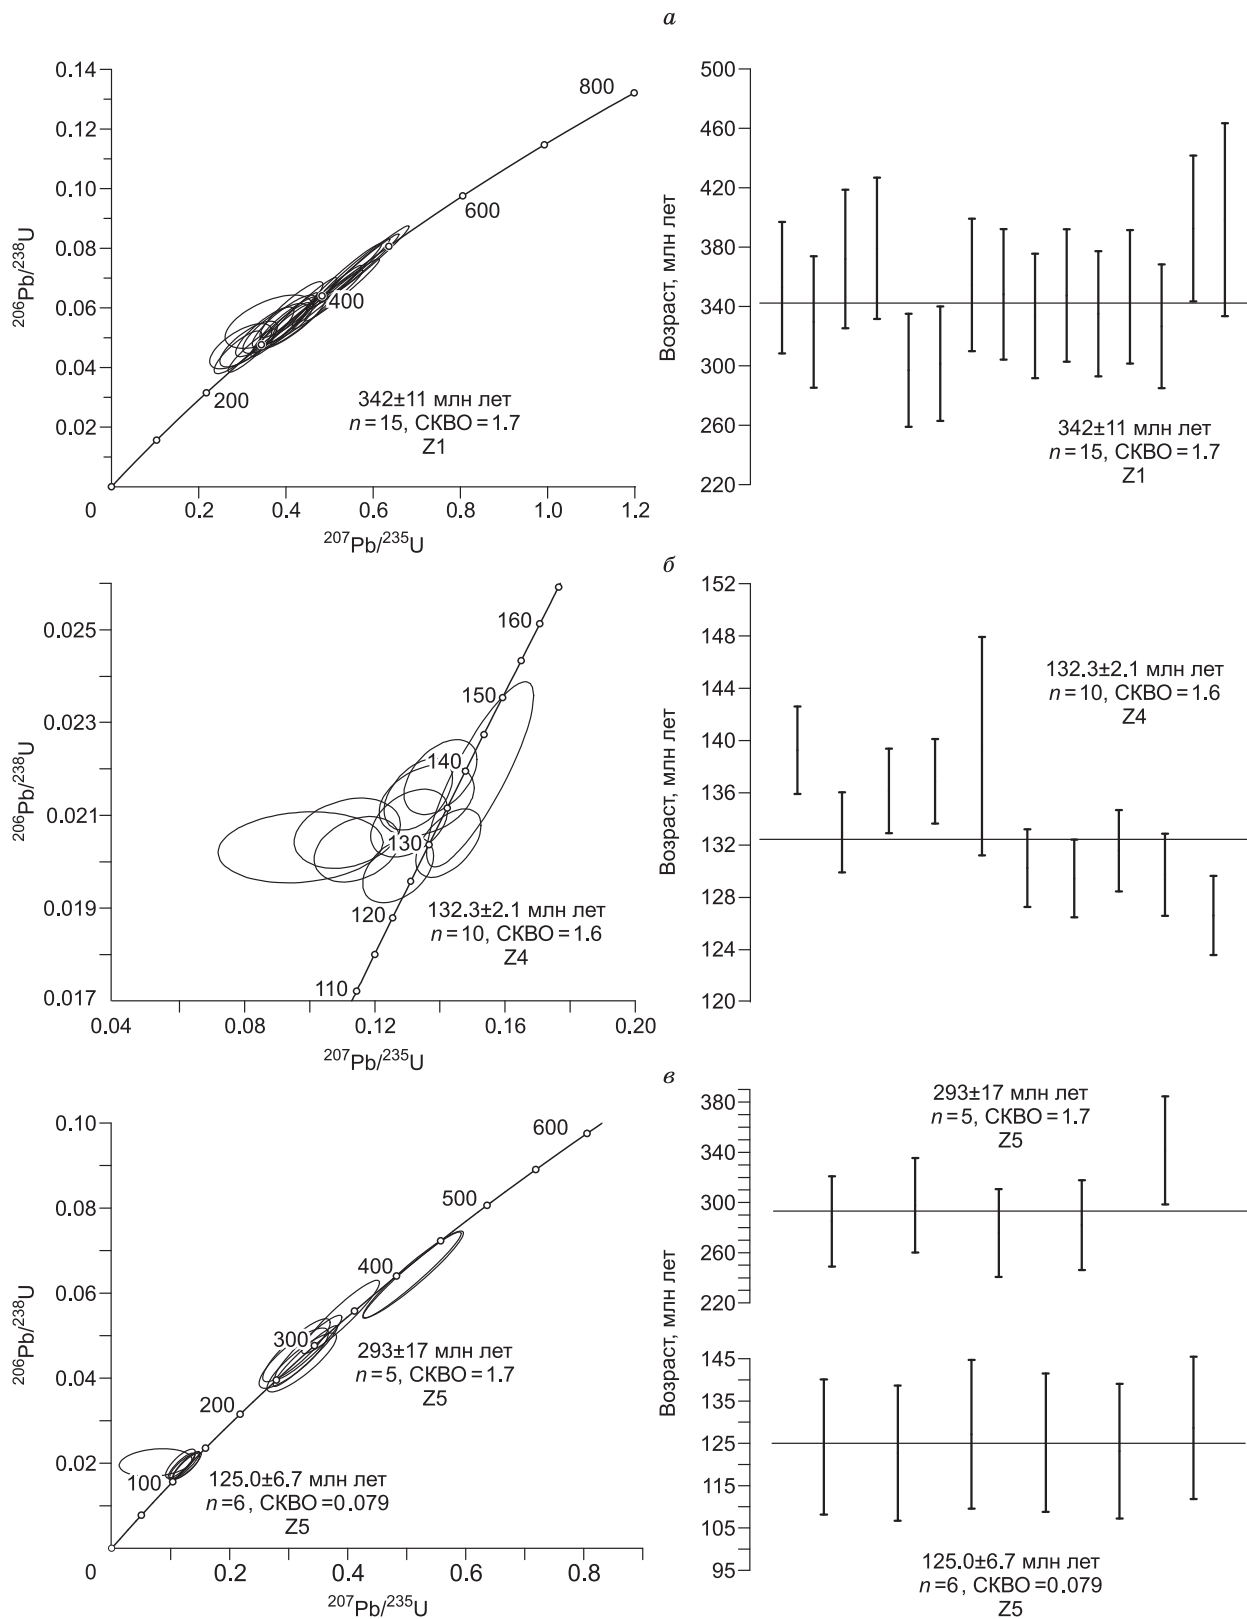 а
0.14
0.12
0.10
0.08
0.06
0.04
0.02
0
0.2
0.4
0.6
0.8
1.0
1.2
206Pb/238U
207Pb/235U
200
400
600
800
342±11 млн лет
n=15, СКВО=1.7
Z1
500
460
420
380
340
300
260
220
Возраст, млн лет
342±11 млн лет
n=15, СКВО=1.7
Z1
б
0.025
0.023
0.021
0.019
0.017
0.04
0.08
0.12
0.16
0.20
206Pb/238U
207Pb/235U
160
150
140
130
120
110
132.3±2.1 млн лет
n=10, СКВО=1.6
Z4
152
148
144
140
136
132
128
124
120
Возраст, млн лет
132.3±2.1 млн лет
n=10, СКВО=1.6
Z4
в
0.10
0.08
0.06
0.04
0.02
0
0.2
0.4
0.6
0.8
206Pb/238U
207Pb/235U
600
500
400
300
200
100
293±17 млн лет
n=5, СКВО=1.7
Z5
125.0±6.7 млн лет
n=6, СКВО=0.079
Z5
380
340
300
260
220
145
135
125
115
105
95
Возраст, млн лет
293±17 млн лет
n=5, СКВО=1.7
Z5
125.0±6.7 млн лет
n=6, СКВО=0.079
Z5